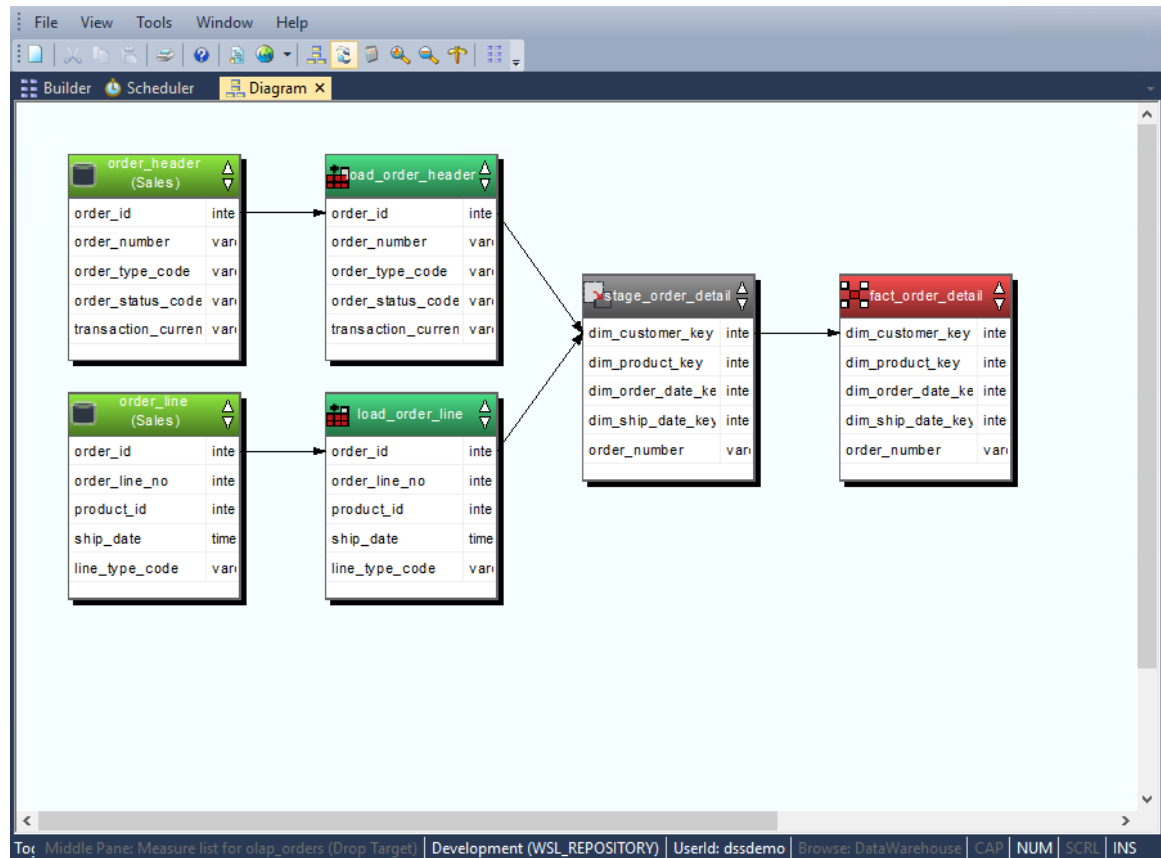 File View Tools Window Help
Builder Scheduler Diagram
order_header
(Sales)
order_id inte
order_number var
order_type_code var
order_status_code var
transaction_curren var
load_order_header
order_id inte
order_number var
order_type_code var
order_status_code var
transaction_curren var
order_line
(Sales)
order_id inte
order_line_no inte
product_id inte
ship_date time
line_type_code var
load_order_line
order_id inte
order_line_no inte
product_id inte
ship_date time
line_type_code var
stage_order_detail
dim_customer_key inte
dim_product_key inte
dim_order_date_ke inte
dim_ship_date_key inte
order_number var
fact_order_detail
dim_customer_key inte
dim_product_key inte
dim_order_date_ke inte
dim_ship_date_key inte
order_number var
Tog Middle Pane: Measure list for olap_orders (Drop Target) Development (WSL_REPOSITORY) UserId: dssdemo Browse: DataWarehouse CAP NUM SCRL INS